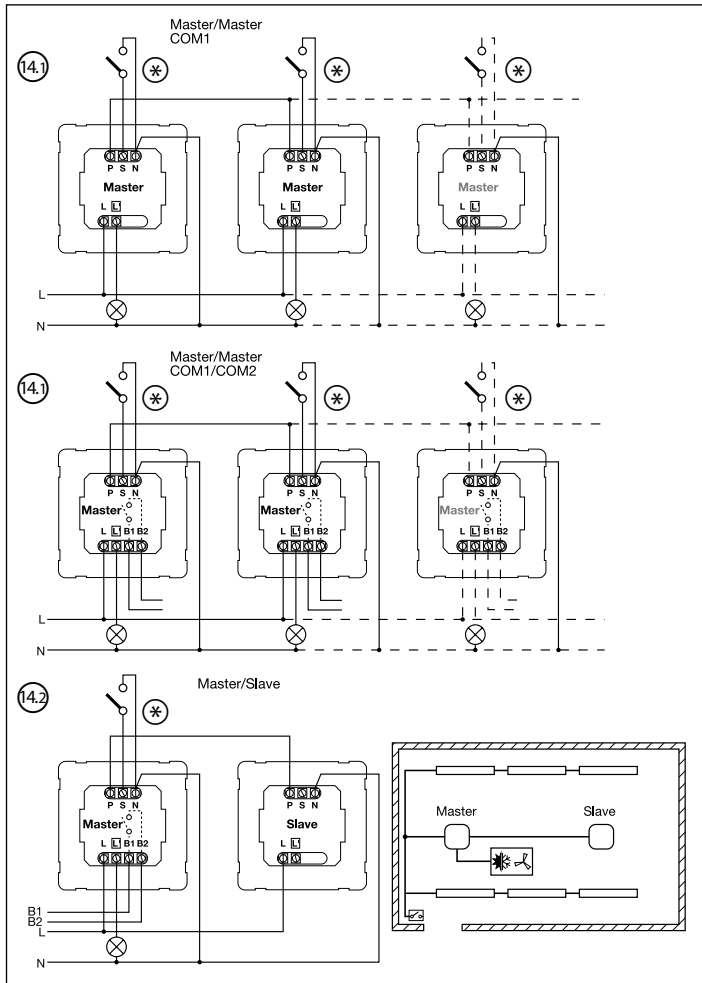 Master/Master
COM1
14.1
*
*
*
P S N
P S N
P S N
Master
Master
Master
L L'
L L'
L L'
L
N
Master/Master
COM1/COM2
14.1
*
*
*
P S N
P S N
P S N
Master
Master
Master
L L' B1 B2
L L' B1 B2
L L' B1 B2
L
N
Master/Slave
14.2
*
P S N
P S N
Master
Slave
L L' B1 B2
L L'
B1
B2
L
N
Master
Slave